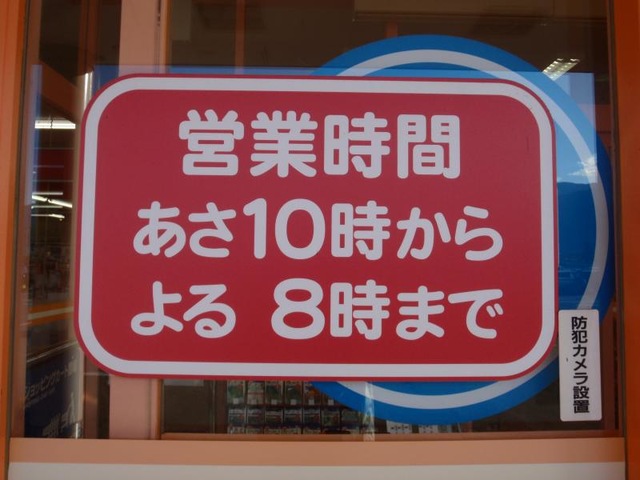 営業時間
あさ10時から
よる 8時まで
防犯カメラ設置